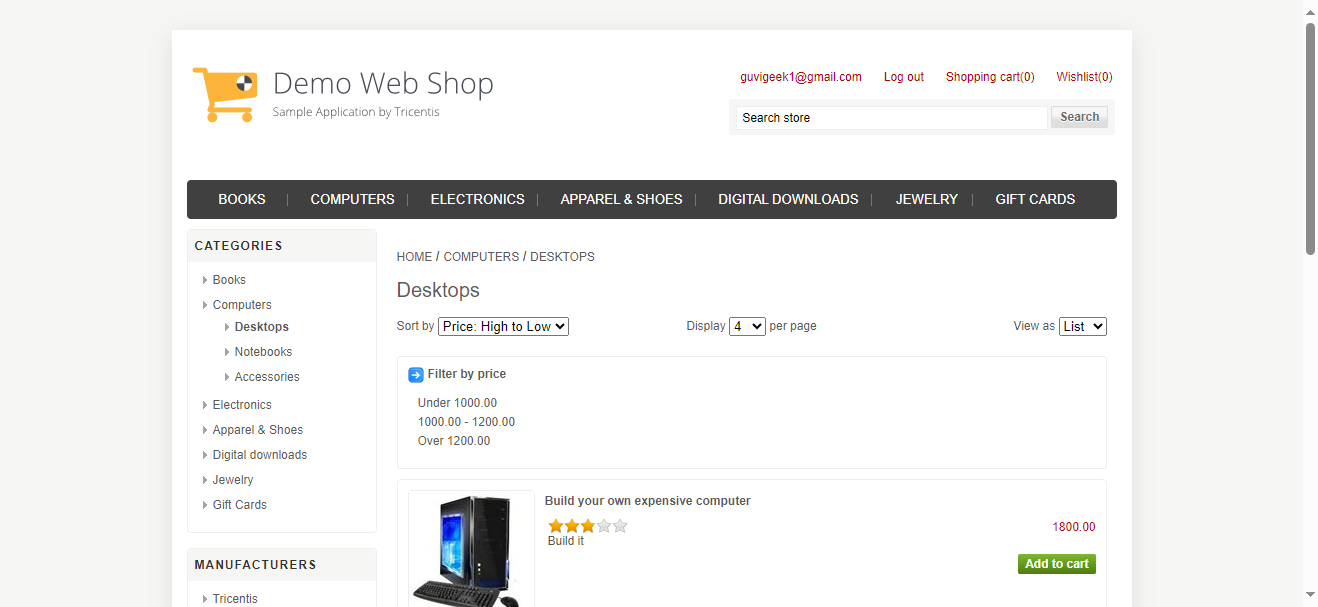 Demo Web Shop
Sample Application by Tricentis
guvigeek1@gmail.com Log out Shopping cart(0) Wishlist(0)
Search store Search
BOOKS COMPUTERS ELECTRONICS APPAREL & SHOES DIGITAL DOWNLOADS JEWELRY GIFT CARDS
CATEGORIES
Books
Computers
Desktops
Notebooks
Accessories
Electronics
Apparel & Shoes
Digital downloads
Jewelry
Gift Cards
MANUFACTURERS
Tricentis
HOME / COMPUTERS / DESKTOPS
Desktops
Sort by Price: High to Low Display 4 per page View as List
Filter by price
Under 1000.00
1000.00 - 1200.00
Over 1200.00
Build your own expensive computer
1800.00
Build it
Add to cart